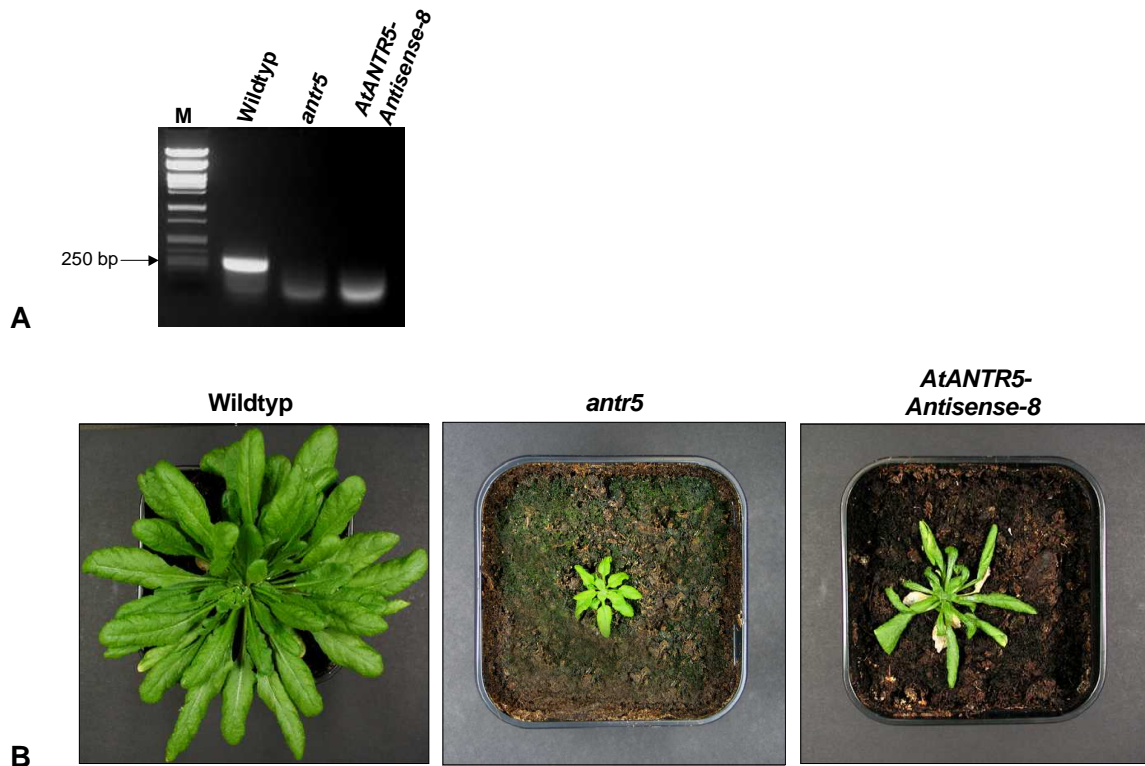 M
Wildtyp
antr5
AtANTR5-
Antisense-8
250 bp
A
Wildtyp
antr5
AtANTR5-
Antisense-8
B